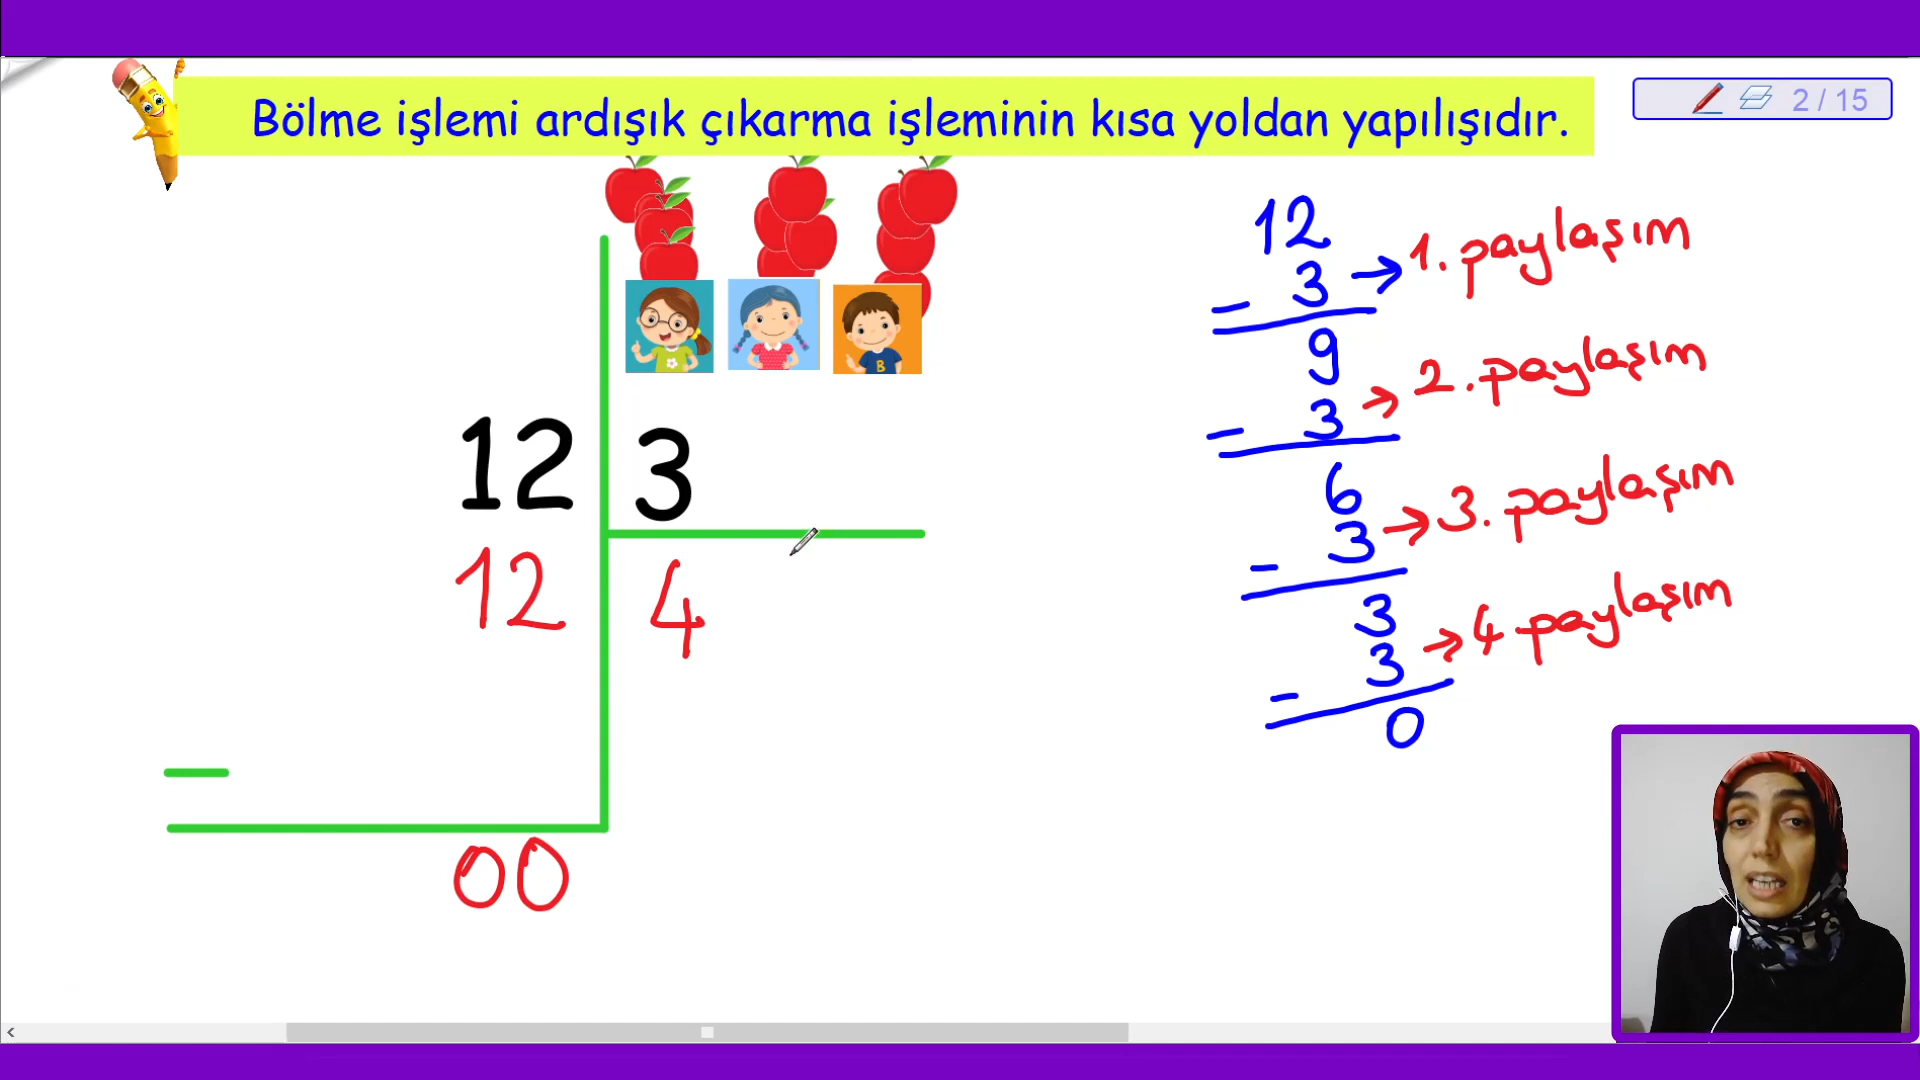 Bölme işlemi ardışık çıkarma işleminin kısa yoldan yapılışıdır.
2 / 15
12 3
12 4
00
12
- 3 → 1. paylaşım
9
- 3 → 2. paylaşım
6
- 3 → 3. paylaşım
3
- 3 → 4 paylaşım
0
B